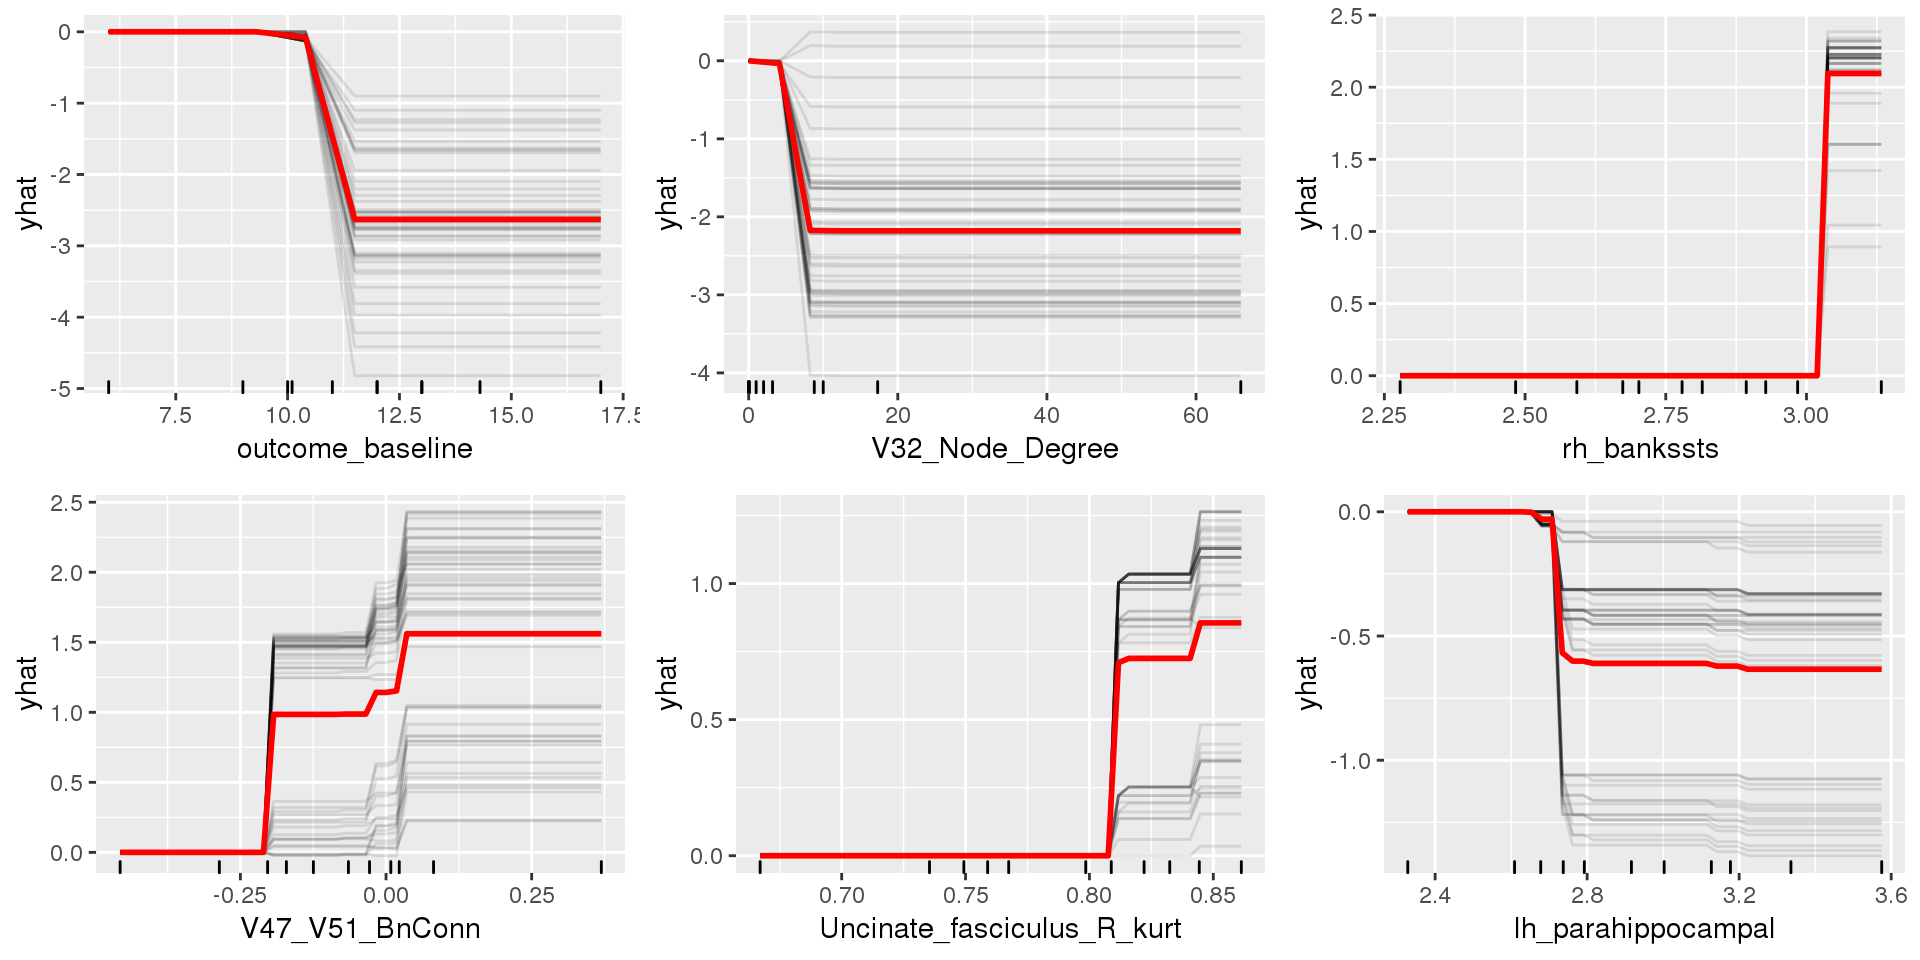 0
-1
-2
-3
-4
-5
yhat
7.5 10.0 12.5 15.0 17.5
outcome_baseline
0
-1
-2
-3
-4
yhat
0 20 40 60
V32_Node_Degree
2.5
2.0
1.5
1.0
0.5
0.0
yhat
2.25 2.50 2.75 3.00
rh_bankssts
2.5
2.0
1.5
1.0
0.5
0.0
yhat
-0.25 0.00 0.25
V47_V51_BnConn
1.0
0.5
0.0
yhat
0.70 0.75 0.80 0.85
Uncinate_fasciculus_R_kurt
0.0
-0.5
-1.0
yhat
2.4 2.8 3.2 3.6
lh_parahippocampal